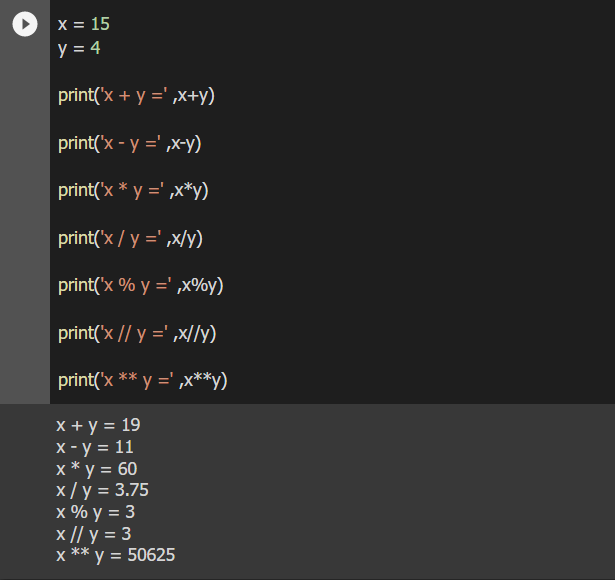 x = 15
y = 4
print('x + y =' ,x+y)
print('x - y =' ,x-y)
print('x * y =' ,x*y)
print('x / y =' ,x/y)
print('x % y =' ,x%y)
print('x // y =' ,x//y)
print('x ** y =' ,x**y)
x + y = 19
x - y = 11
x * y = 60
x / y = 3.75
x % y = 3
x // y = 3
x ** y = 50625